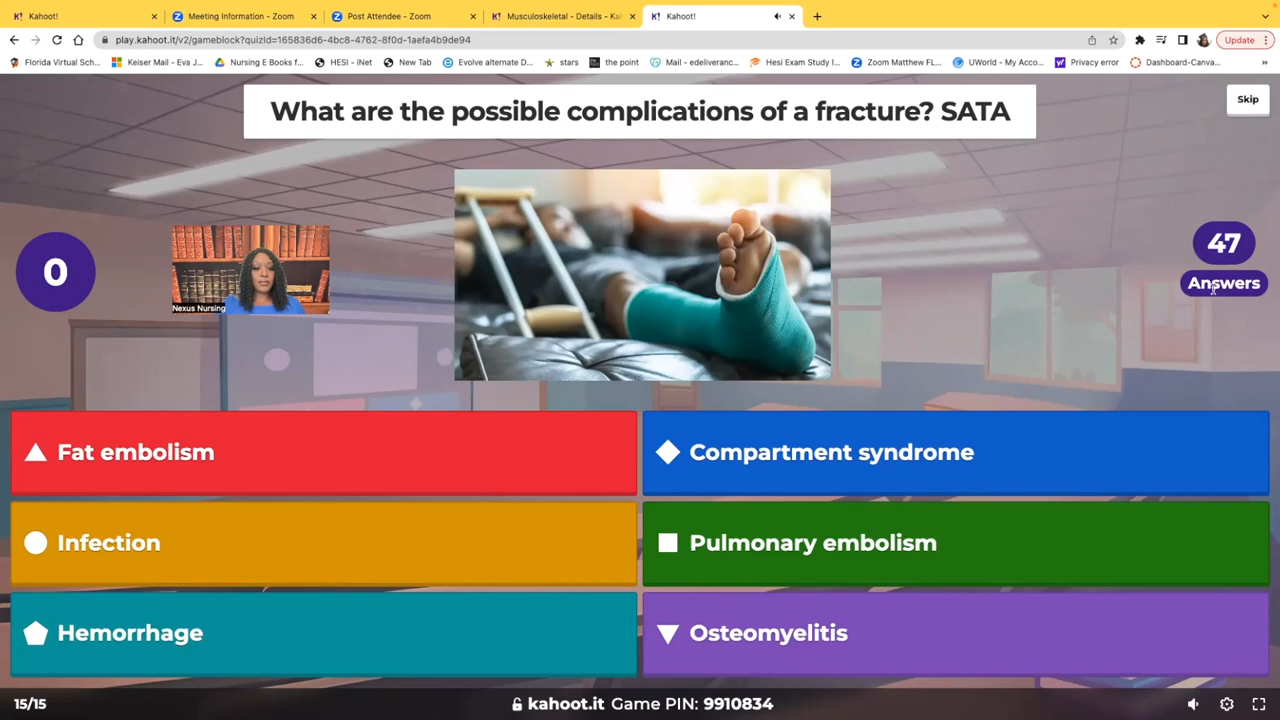 Kahoot!
Meeting Information - Zoom
Post Attendee - Zoom
Musculoskeletal - Details - Kah
Kahoot!
play.kahoot.it/v2/gameblock?quizId=165836d6-4bc8-4762-8f0d-1aefa4b9de94
Update
Florida Virtual Sch...
Keiser Mail - Eva J...
Nursing E Books f...
HESI - iNet
New Tab
Evolve alternate D...
stars
the point
Mail - edeliveranc...
Hesi Exam Study I...
Zoom Matthew FL...
UWorld - My Acco...
Privacy error
Dashboard-Canva...
»
What are the possible complications of a fracture? SATA
Skip
0
Nexus Nursing
47
Answers
Fat embolism
Compartment syndrome
Infection
Pulmonary embolism
Hemorrhage
Osteomyelitis
15/15
kahoot.it Game PIN: 9910834